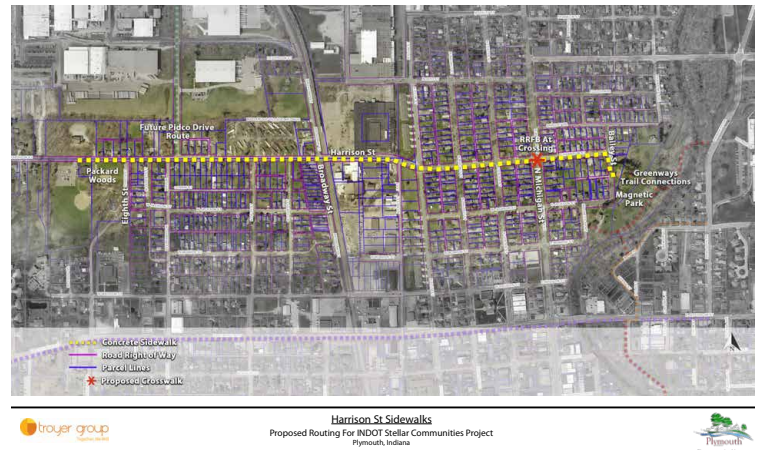 Future Pidco Drive
Route
Harrison St
RRFB At
Crossing
Bailey St
Packard
Woods
Eighth St
Broadway St
N Michigan St
Greenways
Trail Connections
Magnetic
Park
Concrete Sidewalk
Road Right of Way
Parcel Lines
Proposed Crosswalk
N
troyer group
Harrison St Sidewalks
Proposed Routing For INDOT Stellar Communities Project
Plymouth, Indiana
Plymouth